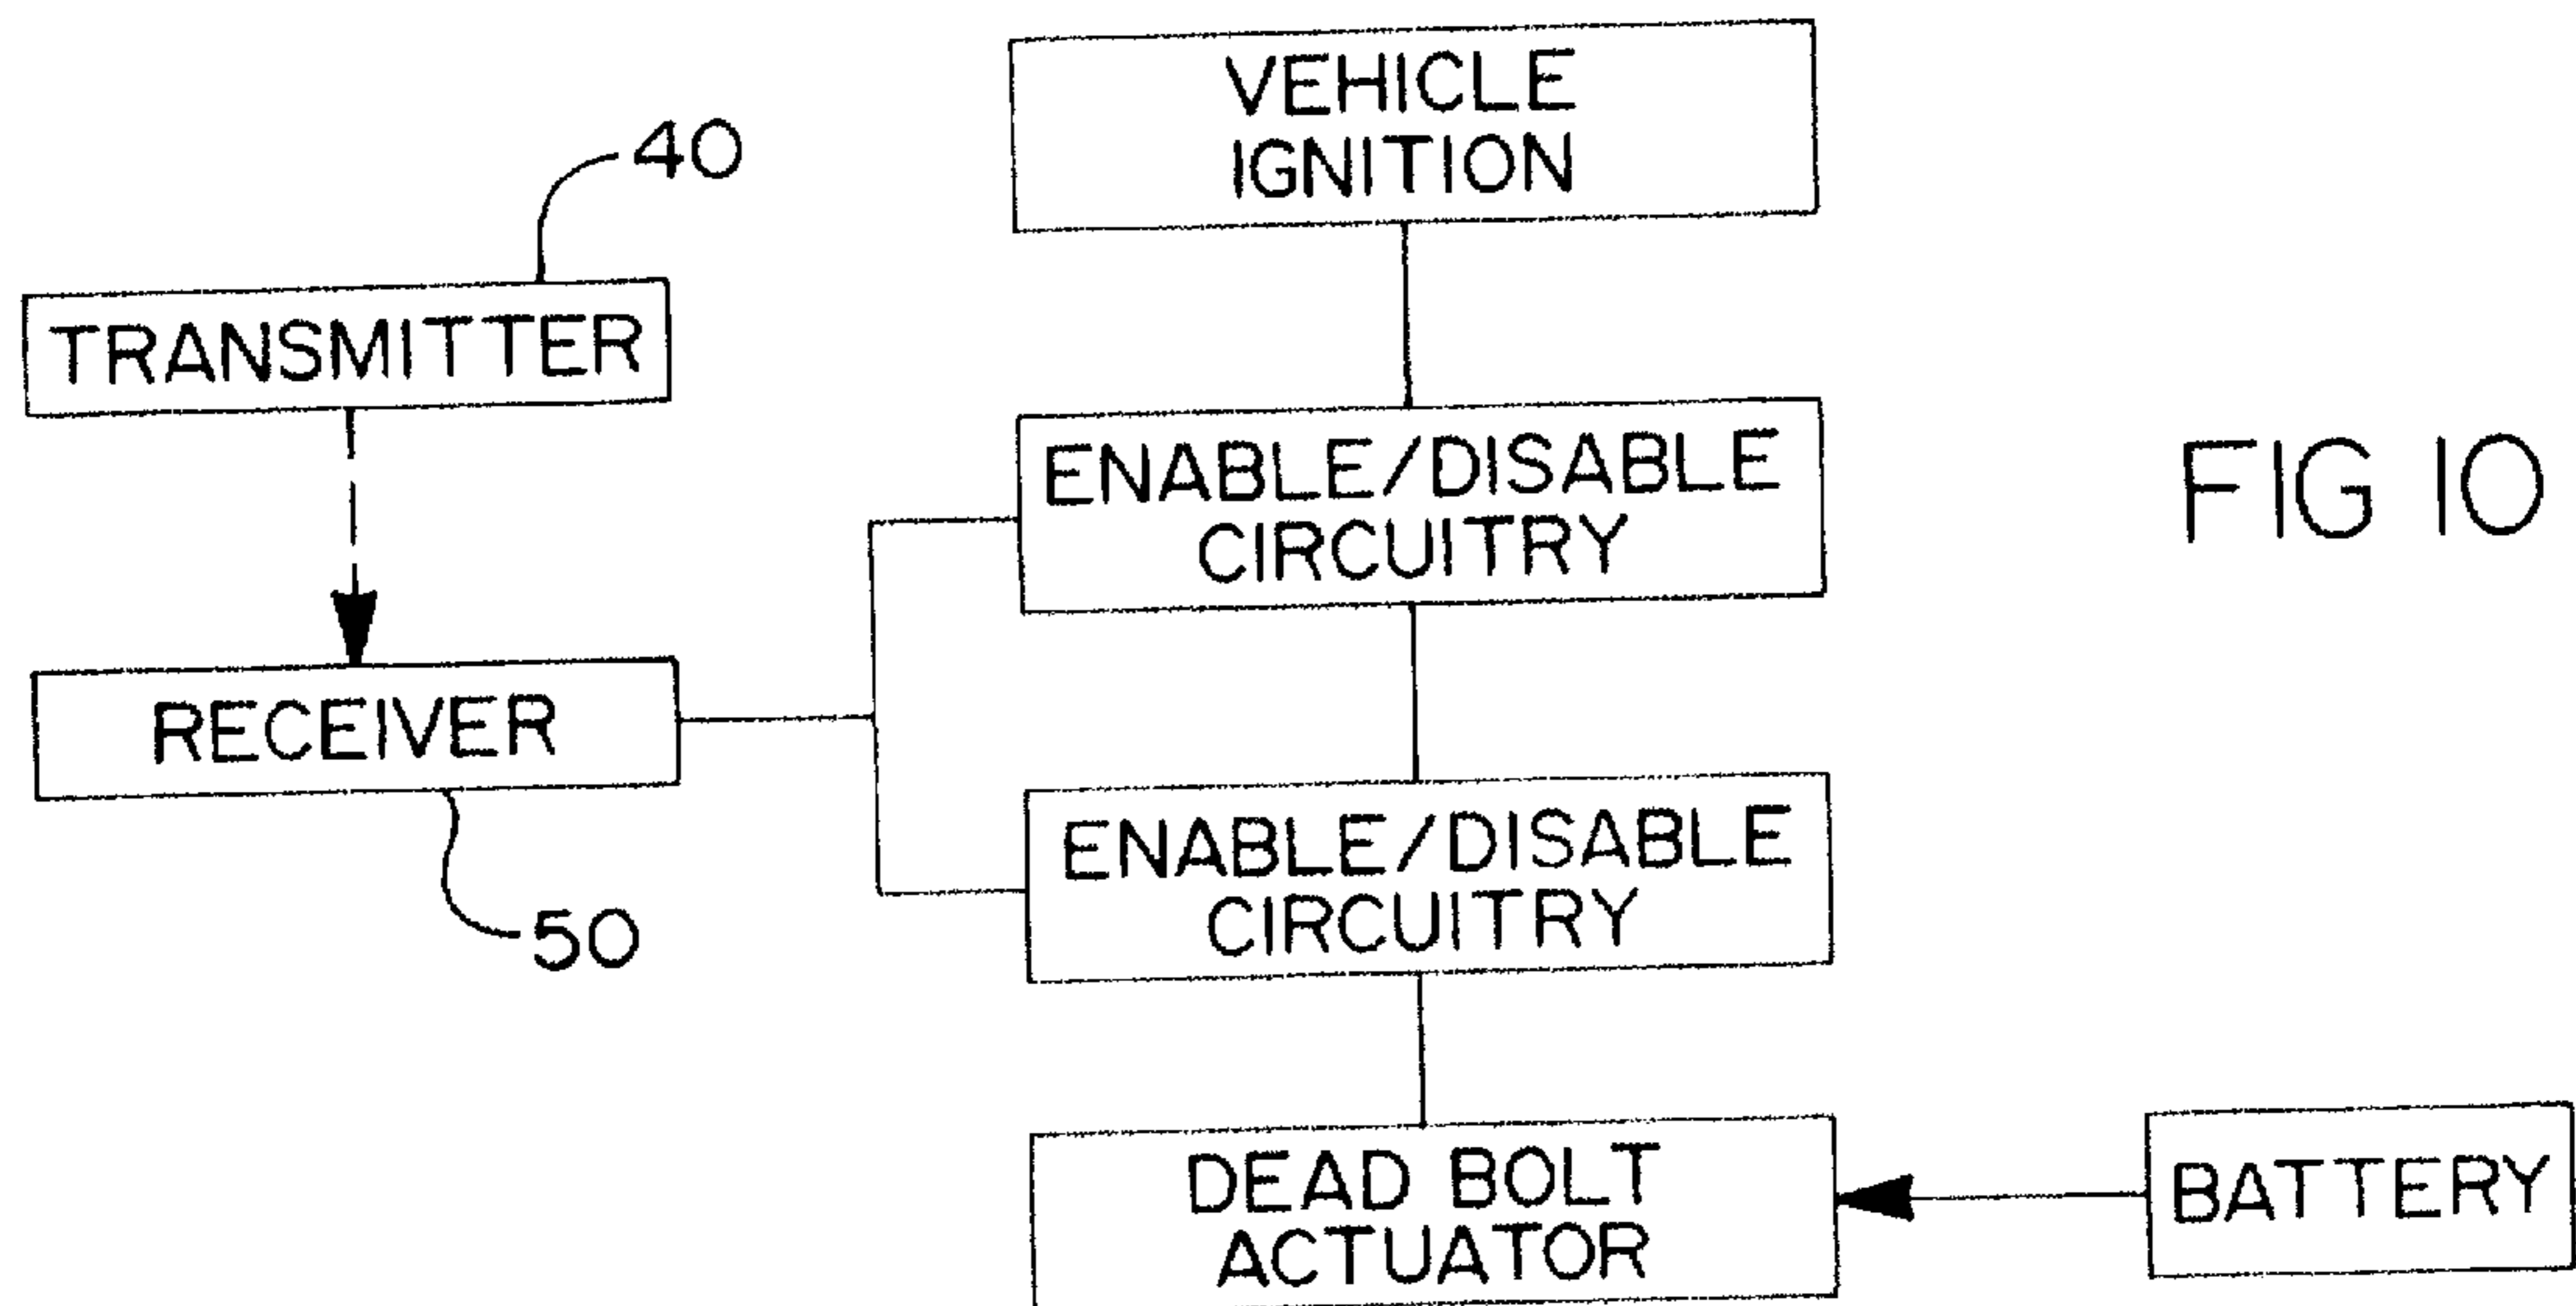 VEHICLE
IGNITION
40
TRANSMITTER
ENABLE/DISABLE
CIRCUITRY
FIG 10
RECEIVER
50
ENABLE/DISABLE
CIRCUITRY
DEAD BOLT
ACTUATOR
BATTERY